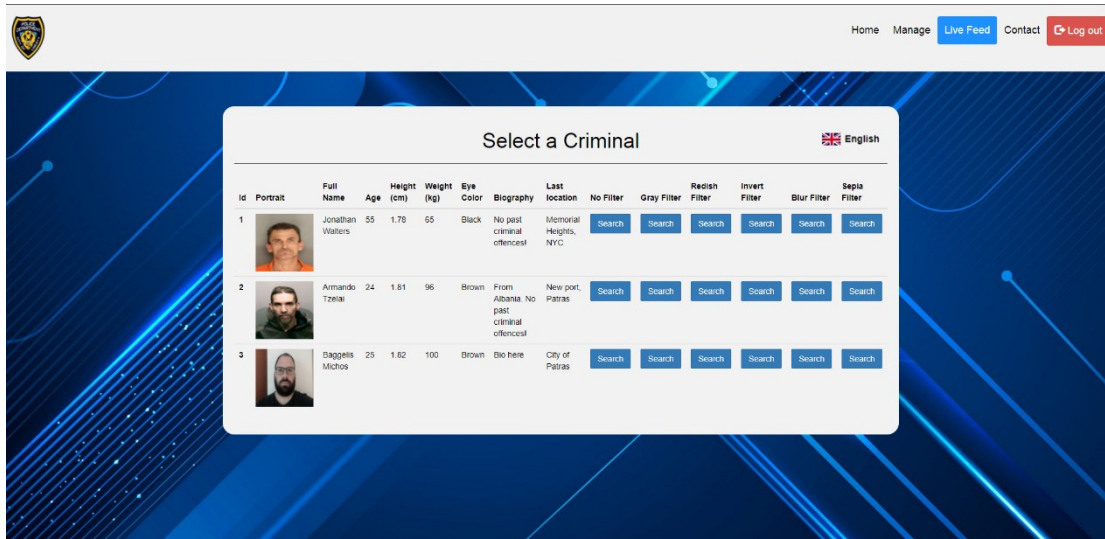 POLICE DEPARTMENT
Home Manage Live Feed Contact Log out
Select a Criminal
English
Id Portrait Full Name Age Height (cm) Weight (kg) Eye Color Biography Last location No Filter Gray Filter Redish Filter Invert Filter Blur Filter Sepia Filter
1 Jonathan Walters 55 1.78 65 Black No past criminal offences! Memorial Heights, NYC Search Search Search Search Search Search
2 Armando Tzelai 24 1.81 96 Brown From Albania. No past criminal offences! New port, Patras Search Search Search Search Search Search
3 Baggelis Michos 25 1.82 100 Brown Bio here City of Patras Search Search Search Search Search Search